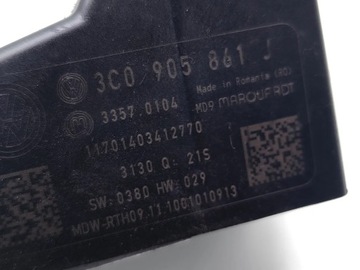 3C0 905 861 J
Made in Romania (RO)
3357.0104 MD9 MARQUARDT
11701403412770
3130 Q: 21S
SW: 0380 HW: 029
MDW-RTH09.11.1001010913